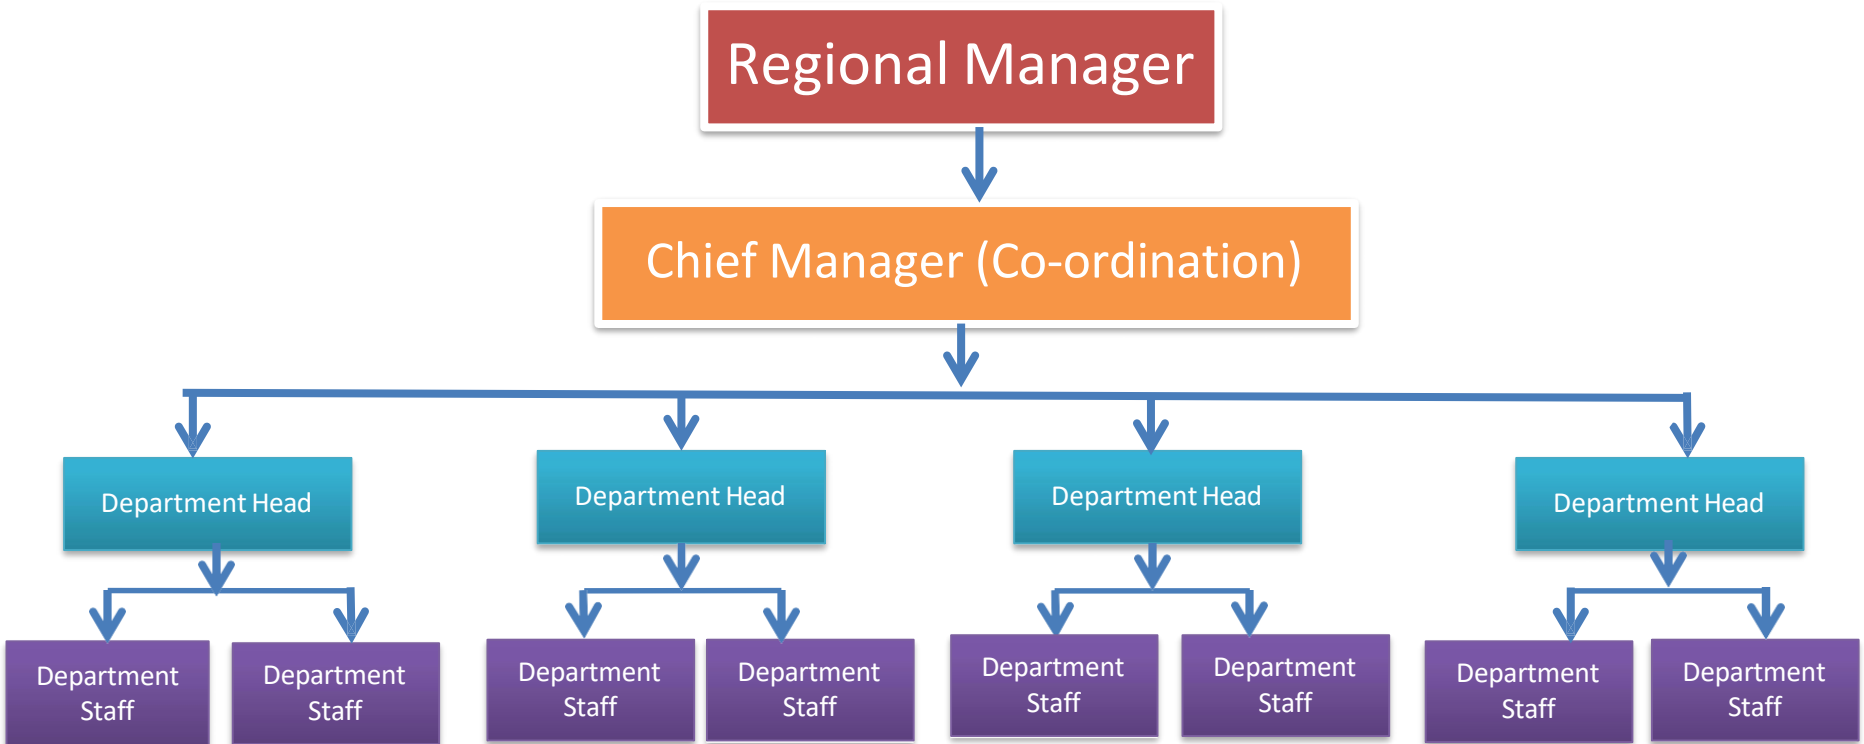 Regional Manager
Chief Manager (Co-ordination)
Department Head
Department Head
Department Head
Department Head
Department
Staff
Department
Staff
Department
Staff
Department
Staff
Department
Staff
Department
Staff
Department
Staff
Department
Staff